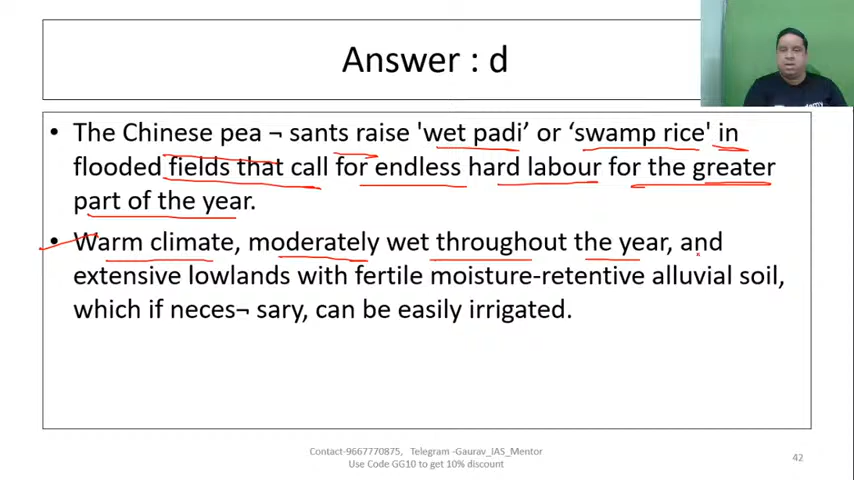 Answer : d
• The Chinese pea ¬ sants raise 'wet padi’ or ‘swamp rice' in
flooded fields that call for endless hard labour for the greater
part of the year.
• Warm climate, moderately wet throughout the year, and
extensive lowlands with fertile moisture-retentive alluvial soil,
which if neces¬ sary, can be easily irrigated.
Contact-9667770875, Telegram -Gaurav_IAS_Mentor
Use Code GG10 to get 10% discount
42